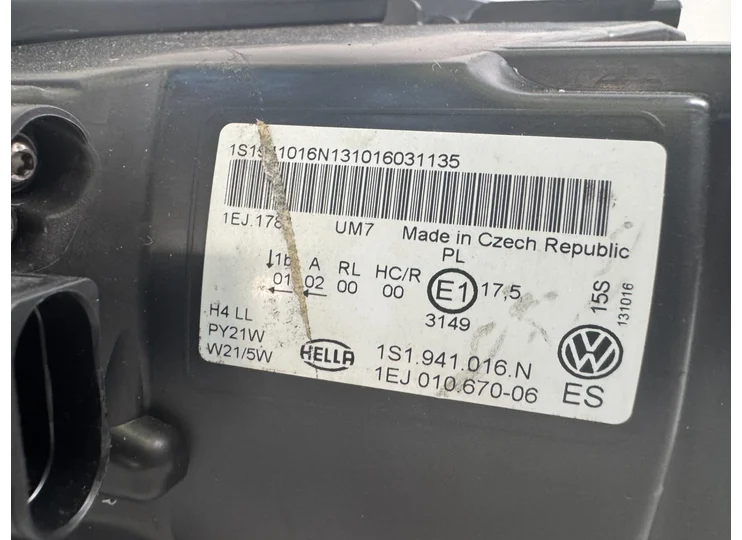 1S1941016N131016031135
1EJ.178 UM7 Made in Czech Republic
PL
↓1b A RL HC/R E1 17,5
01 02 00 00
←←
3149
15S
131016
H4 LL
PY21W
W21/5W
HELLA
1S1.941.016.N
1EJ 010.670-06
ES